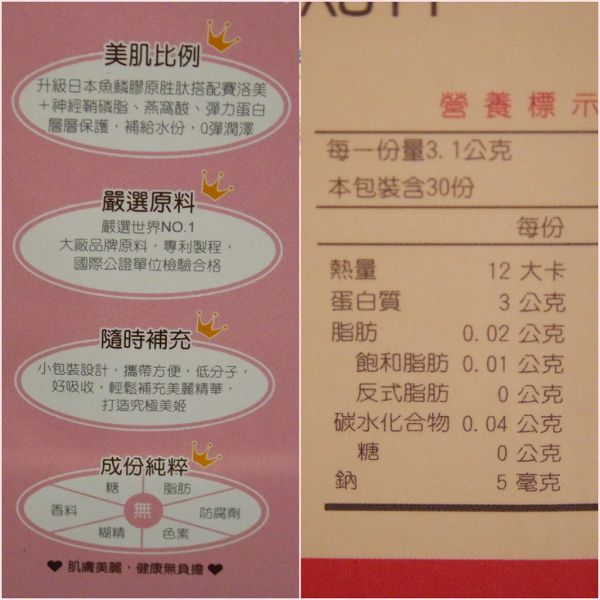 美肌比例
升級日本魚鱗膠原胜肽搭配賽洛美
＋神經鞘磷脂、燕窩酸、彈力蛋白
層層保護，補給水份，Q彈潤澤
嚴選原料
嚴選世界NO.1
大廠品牌原料，專利製程，
國際公證單位檢驗合格
隨時補充
小包裝設計，攜帶方便，低分子，
好吸收，輕鬆補充美麗精華，
打造究極美姬
成份純粹
糖 脂肪
香料 無 防腐劑
糊精 色素
♥ 肌膚美麗，健康無負擔 ♥
營養標示
每一份量3.1公克
本包裝含30份
每份
熱量 12 大卡
蛋白質 3 公克
脂肪 0.02 公克
飽和脂肪 0.01 公克
反式脂肪 0 公克
碳水化合物 0.04 公克
糖 0 公克
鈉 5 毫克